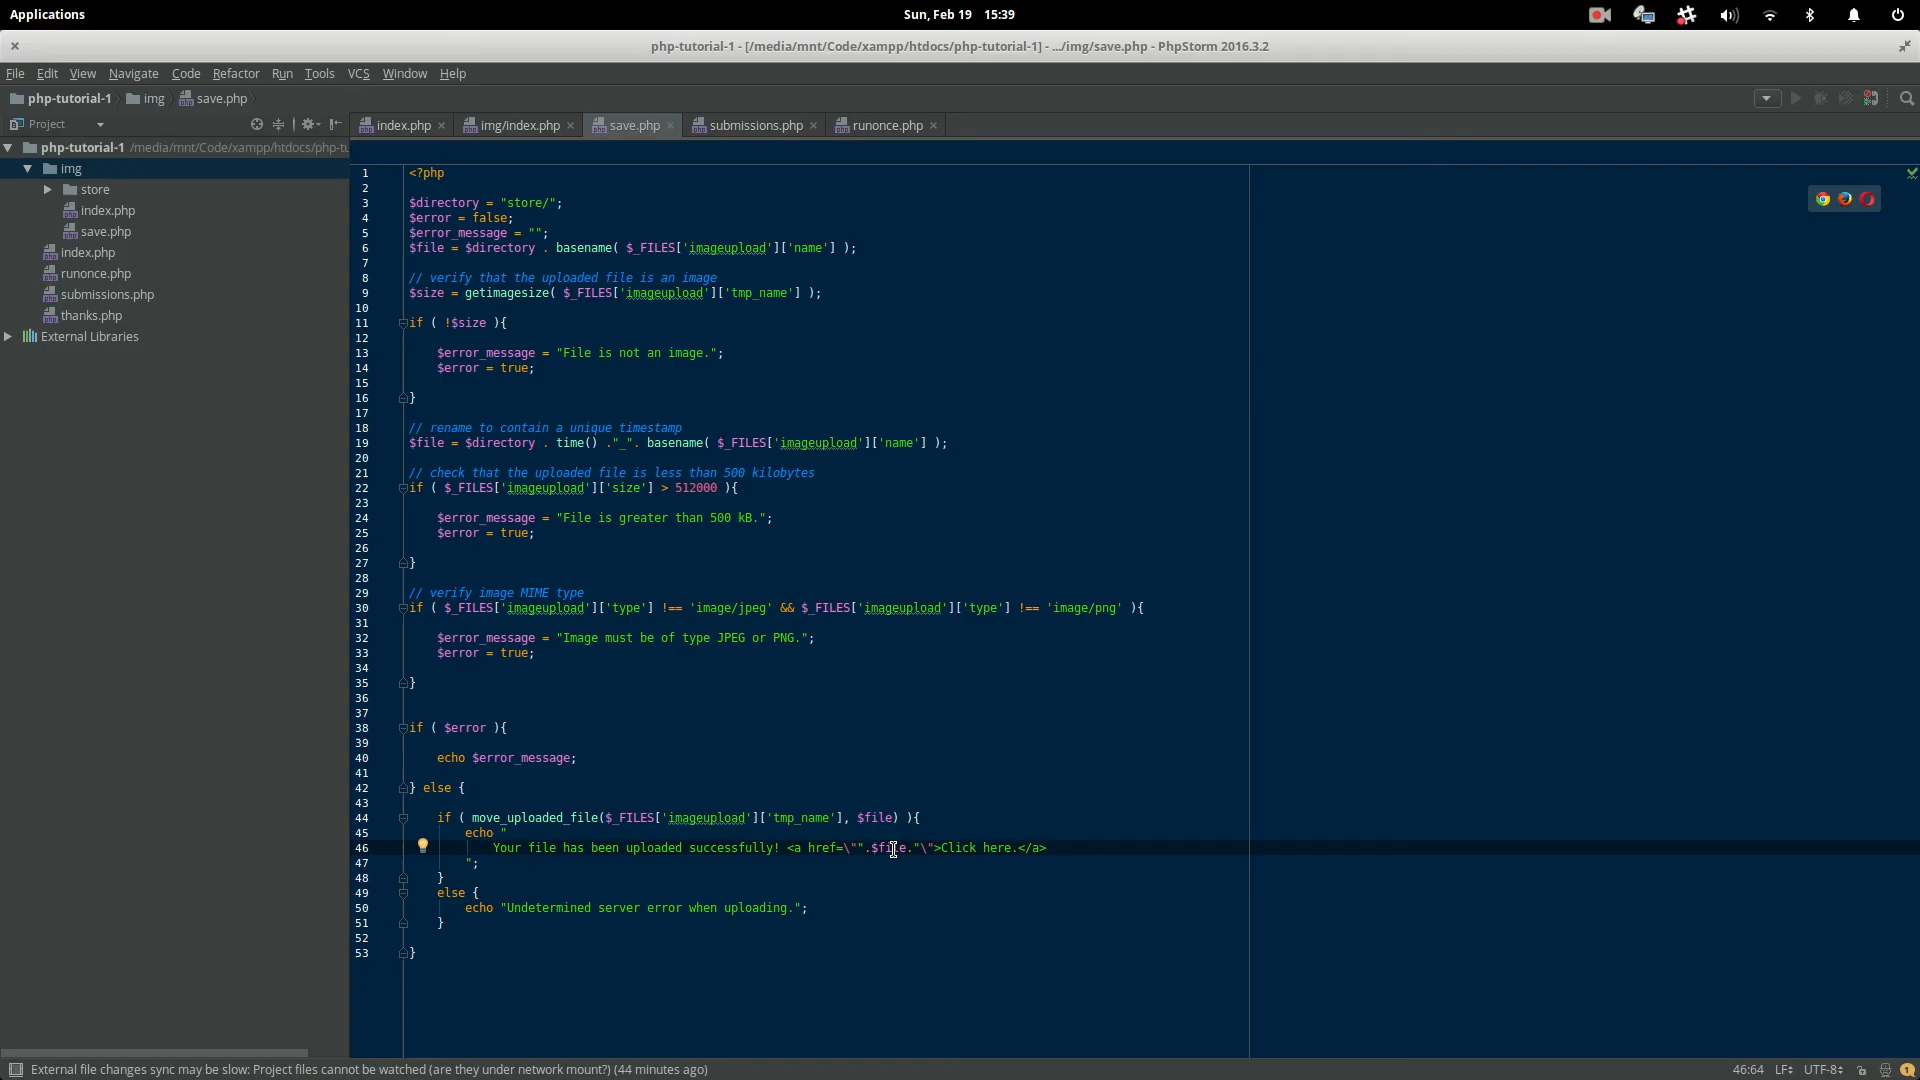 Applications
Sun, Feb 19 15:39
php-tutorial-1 - [/media/mnt/Code/xampp/htdocs/php-tutorial-1] - .../img/save.php - PhpStorm 2016.3.2
File Edit View Navigate Code Refactor Run Tools VCS Window Help
php-tutorial-1 img save.php
Project
index.php img/index.php save.php submissions.php runonce.php
php-tutorial-1 /media/mnt/Code/xampp/htdocs/php-tu
img
store
index.php
save.php
index.php
runonce.php
submissions.php
thanks.php
External Libraries
1 <?php
2
3 $directory = "store/";
4 $error = false;
5 $error_message = "";
6 $file = $directory . basename( $_FILES['imageupload']['name'] );
7
8 // verify that the uploaded file is an image
9 $size = getimagesize( $_FILES['imageupload']['tmp_name'] );
10
11 if ( !$size ){
12
13 $error_message = "File is not an image.";
14 $error = true;
15
16 }
17
18 // rename to contain a unique timestamp
19 $file = $directory . time() ."_". basename( $_FILES['imageupload']['name'] );
20
21 // check that the uploaded file is less than 500 kilobytes
22 if ( $_FILES['imageupload']['size'] > 512000 ){
23
24 $error_message = "File is greater than 500 kB.";
25 $error = true;
26
27 }
28
29 // verify image MIME type
30 if ( $_FILES['imageupload']['type'] !== 'image/jpeg' && $_FILES['imageupload']['type'] !== 'image/png' ){
31
32 $error_message = "Image must be of type JPEG or PNG.";
33 $error = true;
34
35 }
36
37
38 if ( $error ){
39
40 echo $error_message;
41
42 } else {
43
44 if ( move_uploaded_file($_FILES['imageupload']['tmp_name'], $file) ){
45 echo "
46 Your file has been uploaded successfully! <a href=\"".$file."\">Click here.</a>
47 ";
48 }
49 else {
50 echo "Undetermined server error when uploading.";
51 }
52
53 }
External file changes sync may be slow: Project files cannot be watched (are they under network mount?) (44 minutes ago)
46:64 LF UTF-8 1